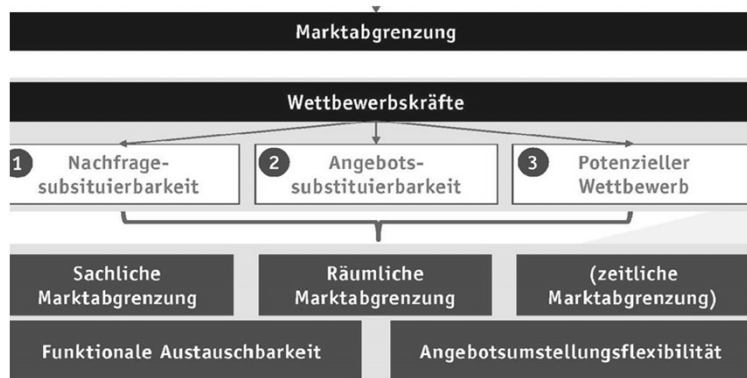 Marktabgrenzung
Wettbewerbskräfte
1 Nachfrage-
subsituierbarkeit
2 Angebots-
substituierbarkeit
3 Potenzieller
Wettbewerb
Sachliche
Marktabgrenzung
Räumliche
Marktabgrenzung
(zeitliche
Marktabgrenzung)
Funktionale Austauschbarkeit
Angebotsumstellungsflexibilität